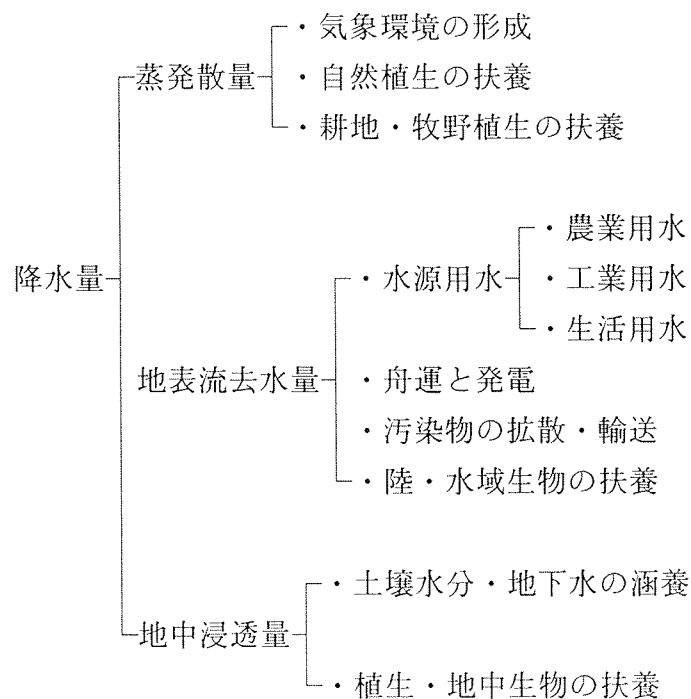 ・気象環境の形成
蒸発散量
・自然植生の扶養
・耕地・牧野植生の扶養
・農業用水
降水量
・水源用水
・工業用水
・生活用水
地表流去水量
・舟運と発電
・汚染物の拡散・輸送
・陸・水域生物の扶養
・土壌水分・地下水の涵養
地中浸透量
・植生・地中生物の扶養